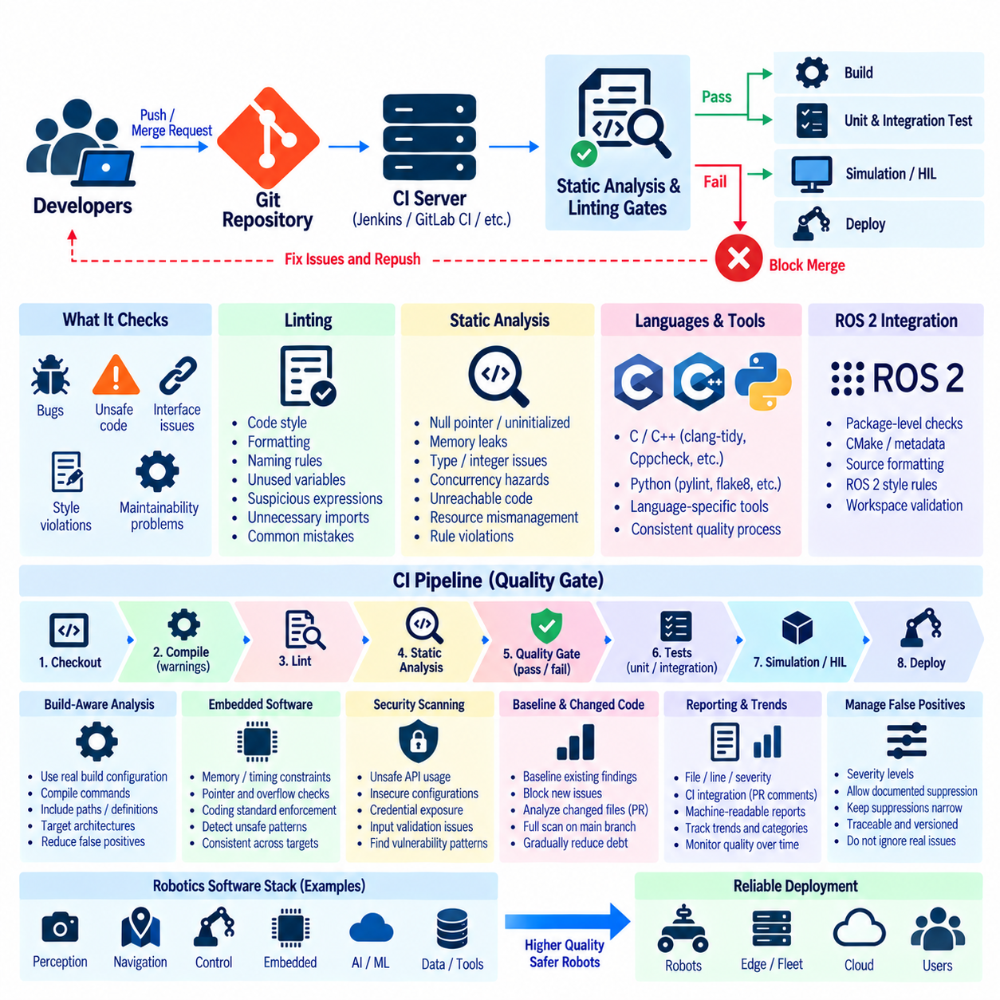 Push /
Merge Request
Developers
Git
Repository
CI Server
(Jenkins / GitLab CI / etc.)
</>
Static Analysis &
Linting Gates
Pass
Fail
Build
Unit & Integration Test
Simulation / HIL
Deploy
Block Merge
Fix Issues and Repush
What It Checks
Bugs
Unsafe
code
Interface
issues
Style
violations
Maintainability
problems
Linting
• Code style
• Formatting
• Naming rules
• Unused variables
• Suspicious expressions
• Unnecessary imports
• Common mistakes
Static Analysis
</>
• Null pointer / uninitialized
• Memory leaks
• Type / integer issues
• Concurrency hazards
• Unreachable code
• Resource mismanagement
• Rule violations
Languages & Tools
C
C++
• C / C++ (clang-tidy,
Cppcheck, etc.)
• Python (pylint, flake8, etc.)
• Language-specific tools
• Consistent quality process
ROS 2 Integration
ROS 2
• Package-level checks
• CMake / metadata
• Source formatting
• ROS 2 style rules
• Workspace validation
CI Pipeline (Quality Gate)
</>
1. Checkout
2. Compile
(warnings)
3. Lint
</>
4. Static
Analysis
5. Quality Gate
(pass / fail)
6. Tests
(unit / integration)
7. Simulation / HIL
8. Deploy
Build-Aware Analysis
• Use real build configuration
• Compile commands
• Include paths / definitions
• Target architectures
• Reduce false positives
Embedded Software
• Memory / timing constraints
• Pointer and overflow checks
• Coding standard enforcement
• Detect unsafe patterns
• Consistent across targets
Security Scanning
• Unsafe API usage
• Insecure configurations
• Credential exposure
• Input validation issues
• Find vulnerability patterns
Baseline & Changed Code
• Baseline existing findings
• Block new issues
• Analyze changed files (PR)
• Full scan on main branch
• Gradually reduce debt
Reporting & Trends
• File / line / severity
• CI integration (PR comments)
• Machine-readable reports
• Track trends and categories
• Monitor quality over time
Manage False Positives
• Severity levels
• Allow documented suppression
• Keep suppressions narrow
• Traceable and versioned
• Do not ignore real issues
Robotics Software Stack (Examples)
Perception
Navigation
Control
Embedded
AI / ML
Data / Tools
Higher Quality
Safer Robots
Reliable Deployment
Robots
Edge / Fleet
Cloud
Users